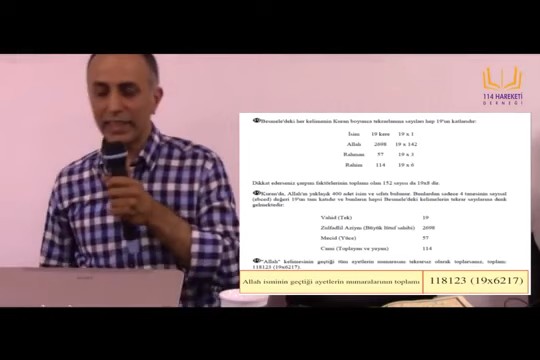 114 HAREKETİ
DERNEĞİ
Besmele'deki her kelimenin Kuran boyunca tekrarlanma sayıları hep 19'un katlarıdır:
İsim 19 kere 19 x 1
Allah 2698 19 x 142
Rahman 57 19 x 3
Rahim 114 19 x 6
Dikkat ederseniz çarpım faktörlerinin toplamı olan 152 sayısı da 19x8 dir.
Kuran'da, Allah'ın yaklaşık 400 adet isim ve sıfatı bulunur. Bunlardan sadece 4 tanesinin sayısal
(ebced) değeri 19'un tam katıdır ve bunların hepsi Besmele'deki kelimelerin tekrar sayılarına denk
gelmektedir:
Vahid (Tek) 19
Zulfadlil Aziym (Büyük lütuf sahibi) 2698
Mecid (Yüce) 57
Cami (Toplayan ve yayan) 114
"Allah" kelimesinin geçtiği tüm ayetlerin numarasını tekrarsız olarak toplarsanız, toplam:
118123 (19x6217)
Allah isminin geçtiği ayetlerin numaralarının toplamı 118123 (19x6217)